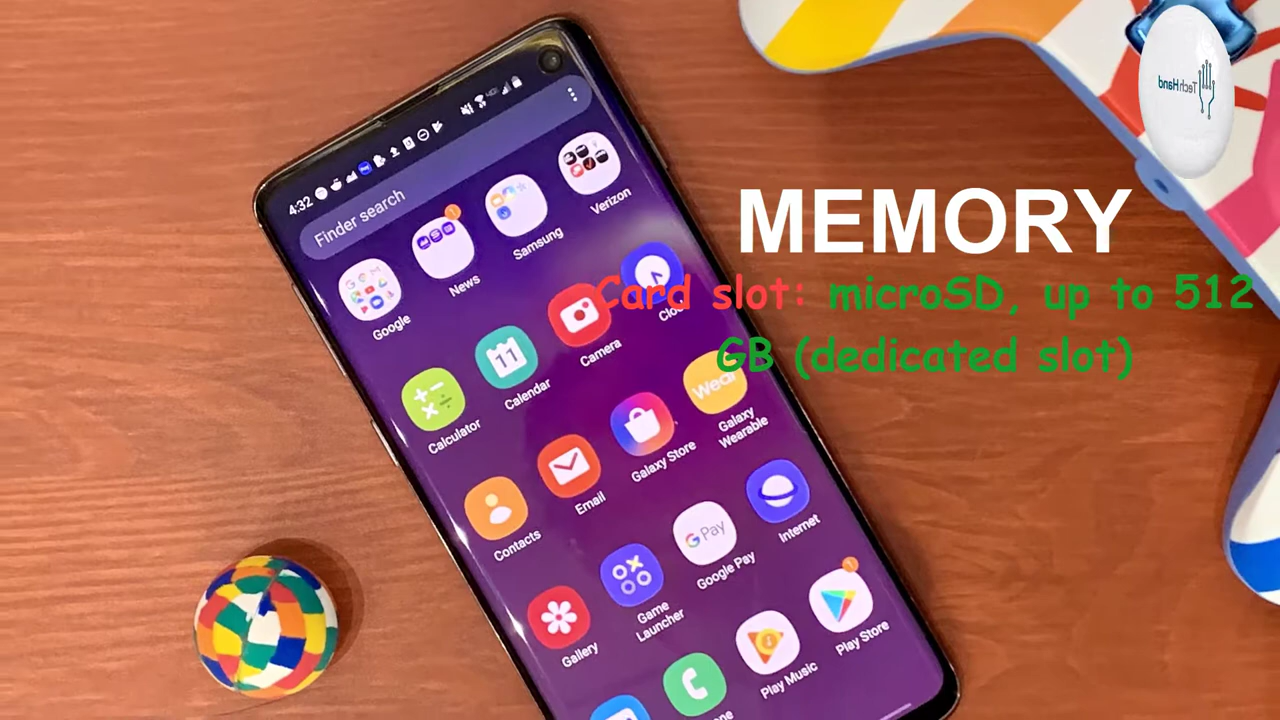 TechHand
MEMORY
Card slot: microSD, up to 512
GB (dedicated slot)
4:32
Finder search
Google
News
Samsung
Verizon
Calculator
Calendar
Camera
Contacts
Email
Galaxy Store
Wear
Galaxy
Wearable
Gallery
Game
Launcher
G Pay
Google Pay
Internet
Play Music
Play Store
11